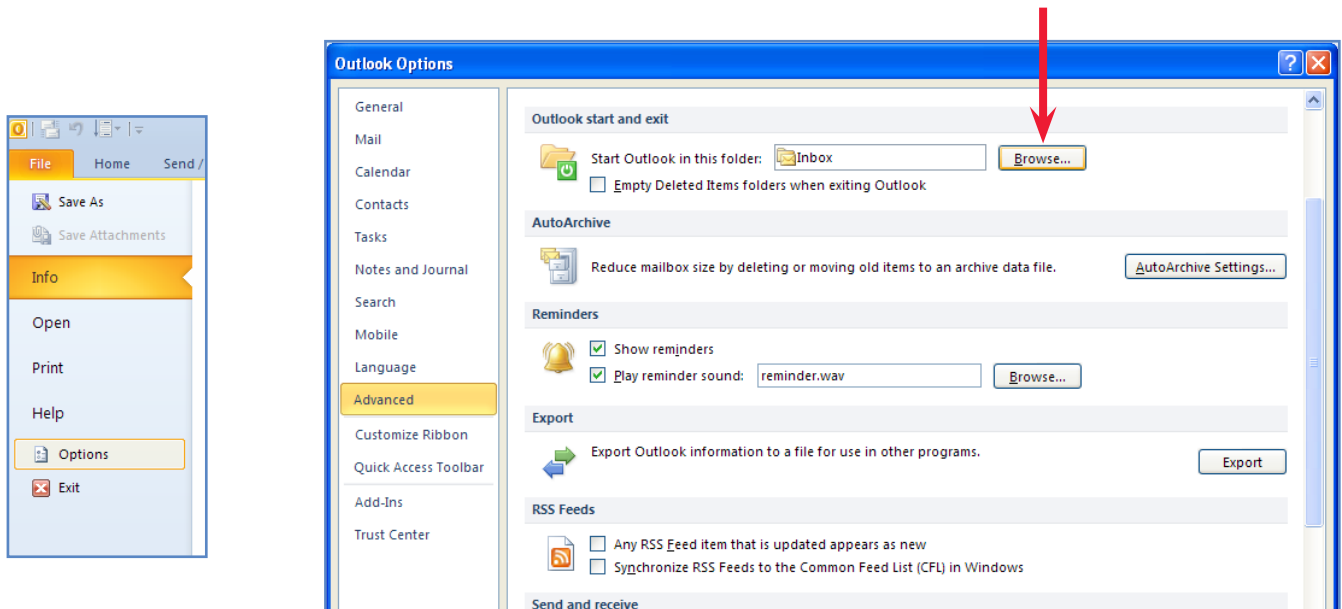 File Home Send /
Save As
Save Attachments
Info
Open
Print
Help
Options
Exit
Outlook Options
General
Mail
Calendar
Contacts
Tasks
Notes and Journal
Search
Mobile
Language
Advanced
Customize Ribbon
Quick Access Toolbar
Add-Ins
Trust Center
Outlook start and exit
Start Outlook in this folder: Inbox Browse...
Empty Deleted Items folders when exiting Outlook
AutoArchive
Reduce mailbox size by deleting or moving old items to an archive data file. AutoArchive Settings...
Reminders
Show reminders
Play reminder sound: reminder.wav Browse...
Export
Export Outlook information to a file for use in other programs. Export
RSS Feeds
Any RSS Feed item that is updated appears as new
Synchronize RSS Feeds to the Common Feed List (CFL) in Windows
Send and receive